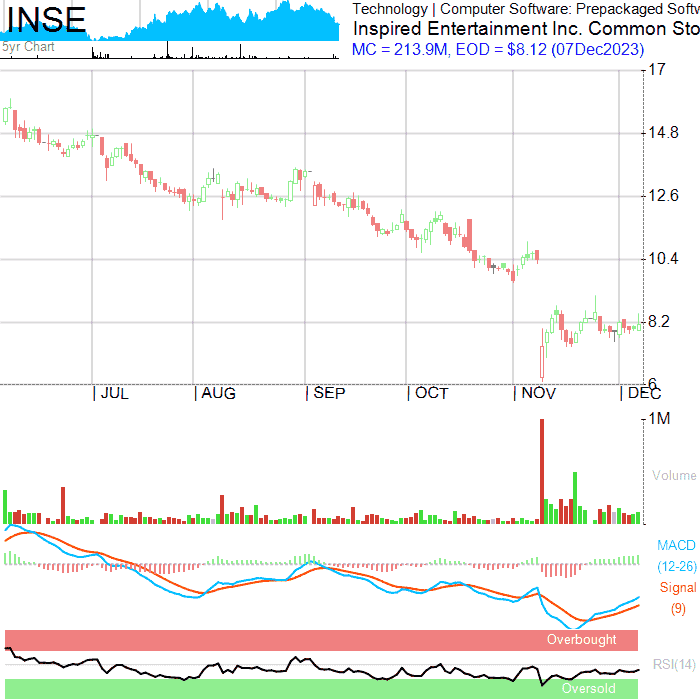 INSE
5yr Chart
Technology | Computer Software: Prepackaged Softw
Inspired Entertainment Inc. Common Sto
MC = 213.9M, EOD = $8.12 (07Dec2023)
17
14.8
12.6
10.4
8.2
6
JUL
AUG
SEP
OCT
NOV
DEC
1M
Volume
MACD
(12-26)
Signal
(9)
Overbought
RSI(14)
Oversold